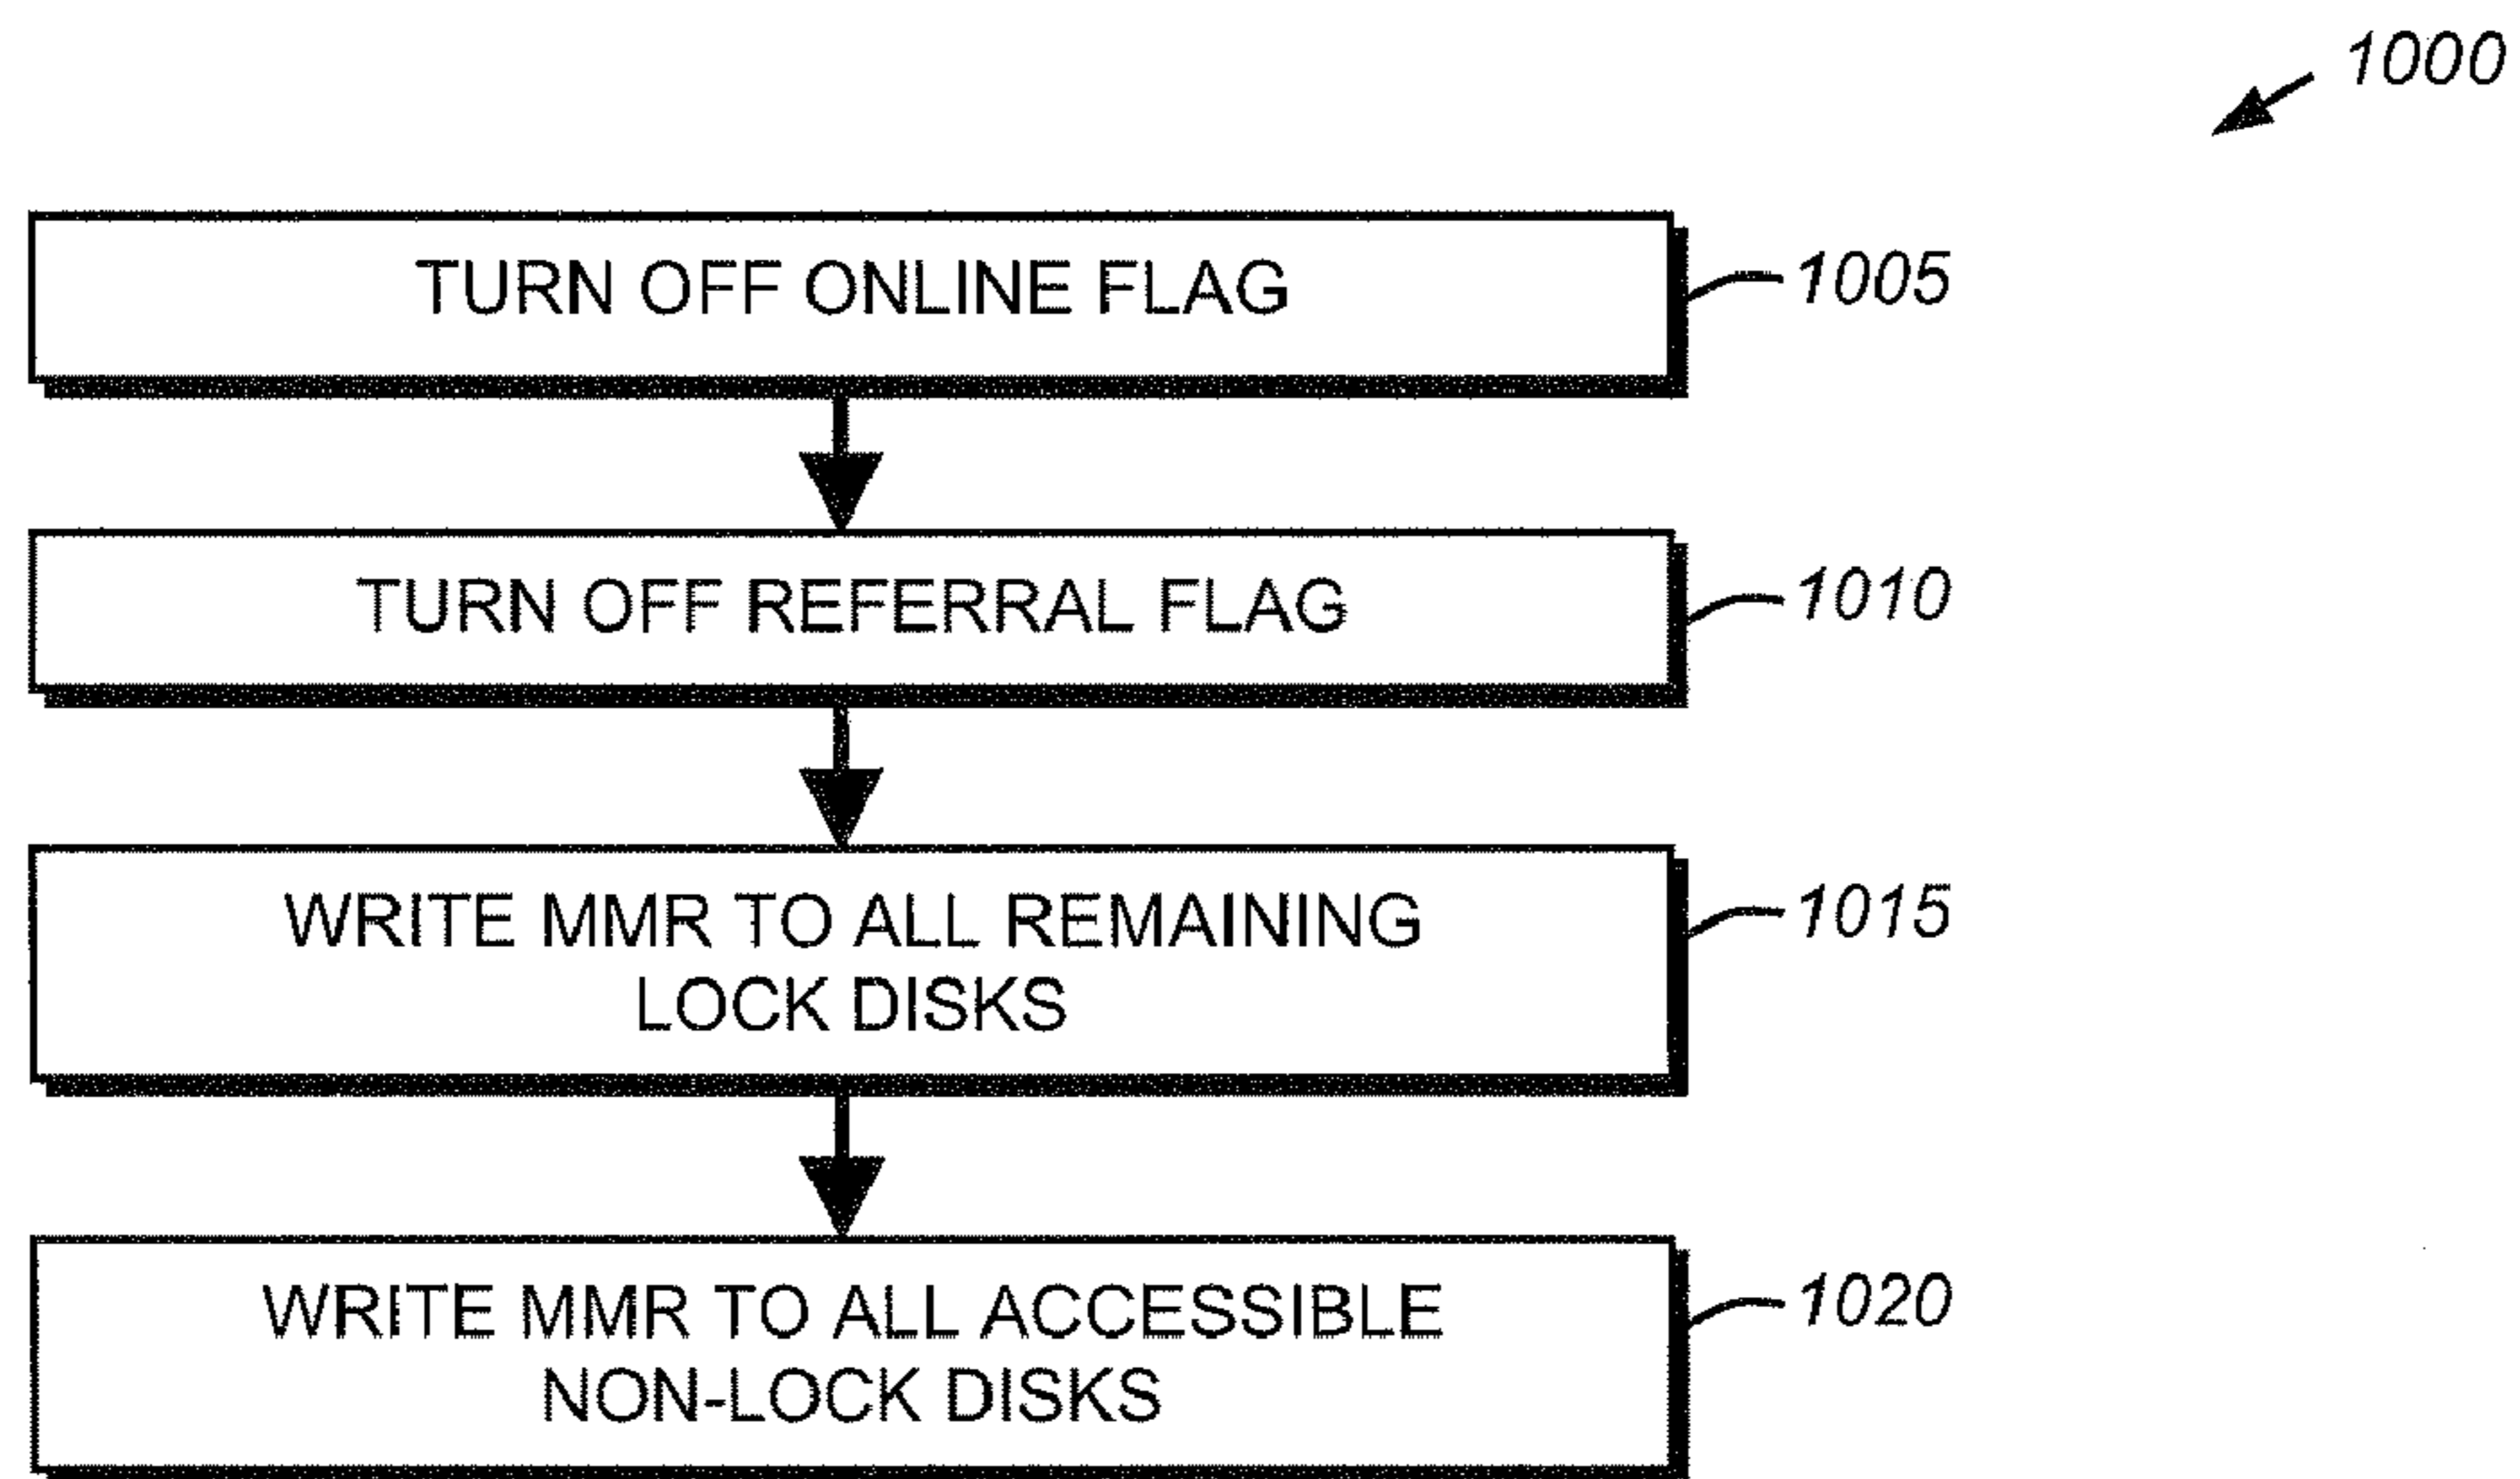 1000
TURN OFF ONLINE FLAG
1005
TURN OFF REFERRAL FLAG
1010
WRITE MMR TO ALL REMAINING
LOCK DISKS
1015
WRITE MMR TO ALL ACCESSIBLE
NON-LOCK DISKS
1020